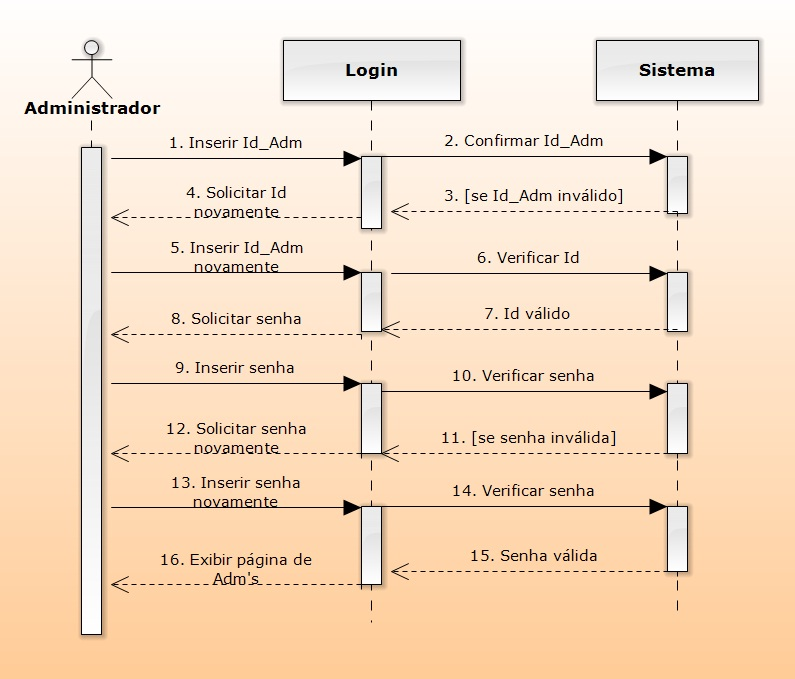 Administrador
Login
Sistema
1. Inserir Id_Adm
2. Confirmar Id_Adm
3. [se Id_Adm inválido]
4. Solicitar Id
novamente
5. Inserir Id_Adm
novamente
6. Verificar Id
7. Id válido
8. Solicitar senha
9. Inserir senha
10. Verificar senha
11. [se senha inválida]
12. Solicitar senha
novamente
13. Inserir senha
novamente
14. Verificar senha
15. Senha válida
16. Exibir página de
Adm's